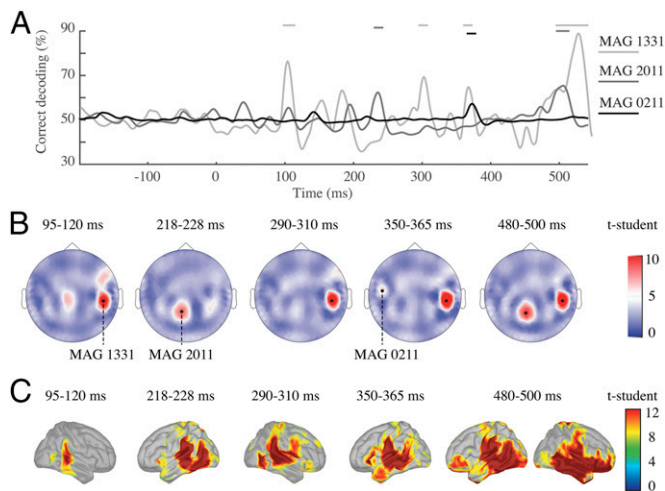 A
Correct decoding (%)
90
70
50
30
-100 0 100 200 300 400 500
Time (ms)
MAG 1331
MAG 2011
MAG 0211
B
95-120 ms 218-228 ms 290-310 ms 350-365 ms 480-500 ms t-student
10
5
0
MAG 1331 MAG 2011 MAG 0211
C
95-120 ms 218-228 ms 290-310 ms 350-365 ms 480-500 ms t-student
12
8
4
0